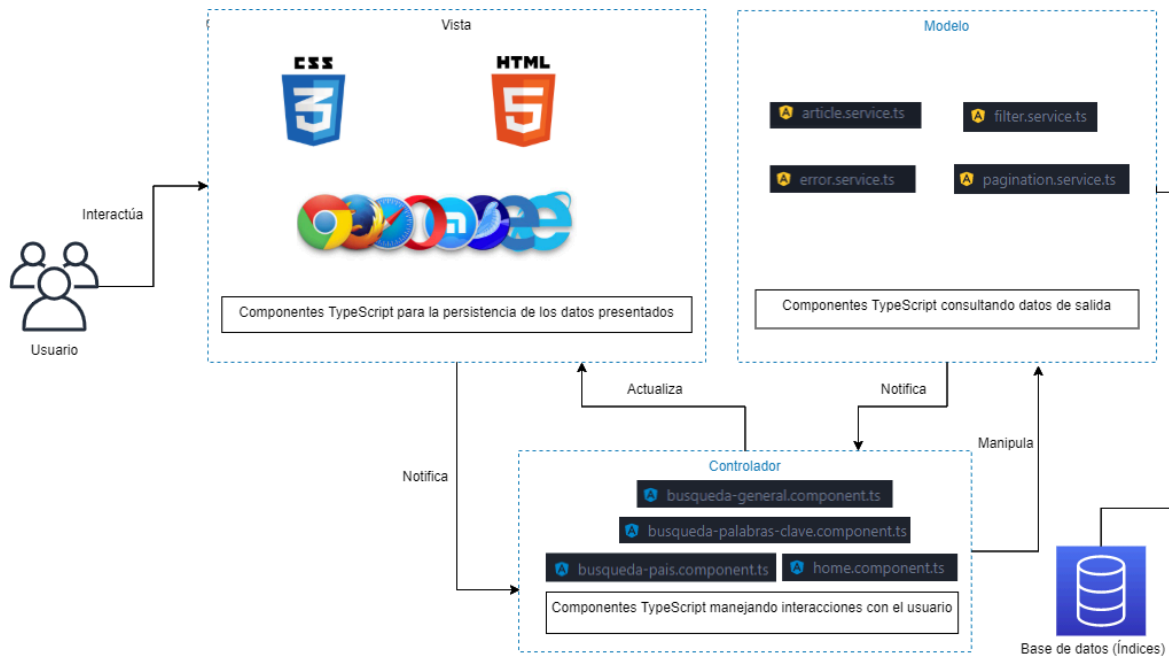 Vista
CSS
3
HTML
5
Componentes TypeScript para la persistencia de los datos presentados
Modelo
article.service.ts
filter.service.ts
error.service.ts
pagination.service.ts
Componentes TypeScript consultando datos de salida
Interactúa
Usuario
Actualiza
Notifica
Manipula
Notifica
Controlador
busqueda-general.component.ts
busqueda-palabras-clave.component.ts
busqueda-pais.component.ts
home.component.ts
Componentes TypeScript manejando interacciones con el usuario
Base de datos (Índices)